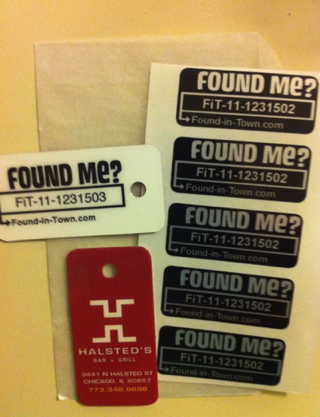 FOUND Me?
FiT-11-1231502
Found-in-Town.com
FOUND Me?
FiT-11-1231502
Found-in-Town.com
FOUND Me?
FiT-11-1231503
Found-in-Town.com
FOUND Me?
FiT-11-1231502
Found-in-Town.com
FOUND Me?
FiT-11-1231502
Found-in-Town.com
FOUND Me?
FiT-11-1231502
Found-in-Town.com
HALSTED'S
BAR + GRILL
3441 N HALSTED ST
CHICAGO, IL 60657
773.348.9696